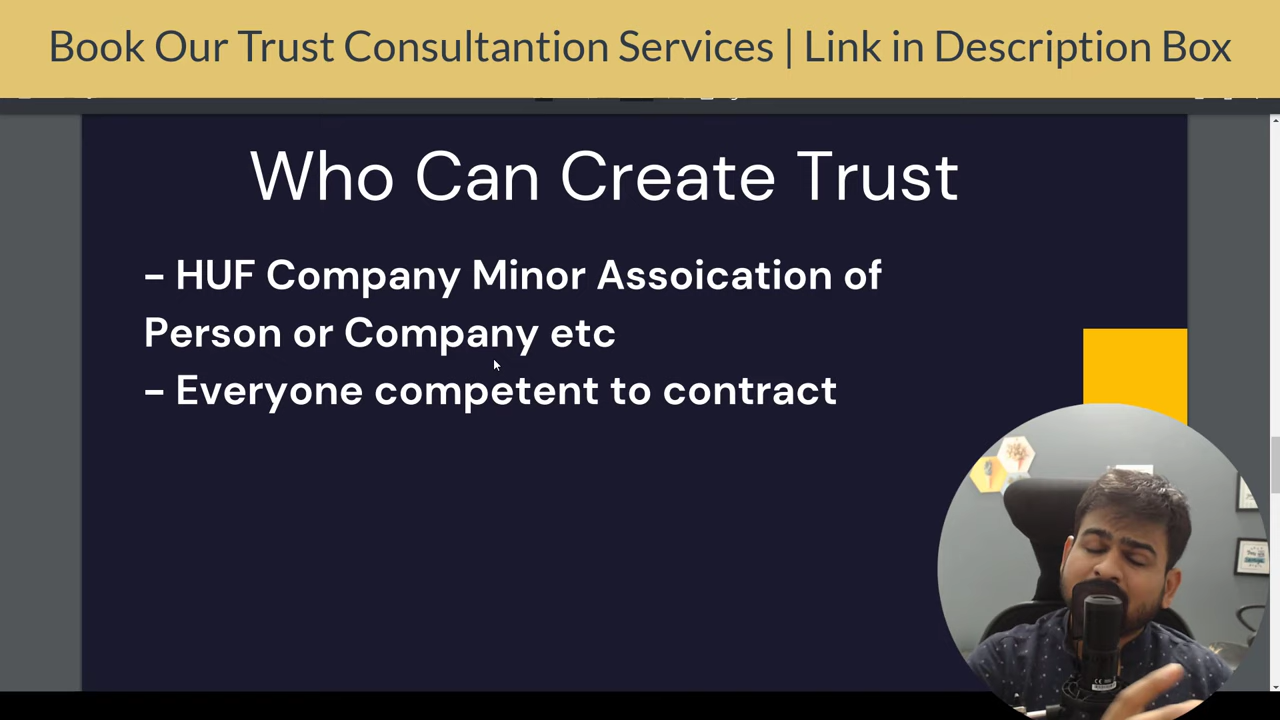 Book Our Trust Consultantion Services | Link in Description Box
Who Can Create Trust
– HUF Company Minor Assoication of
Person or Company etc
– Everyone competent to contract